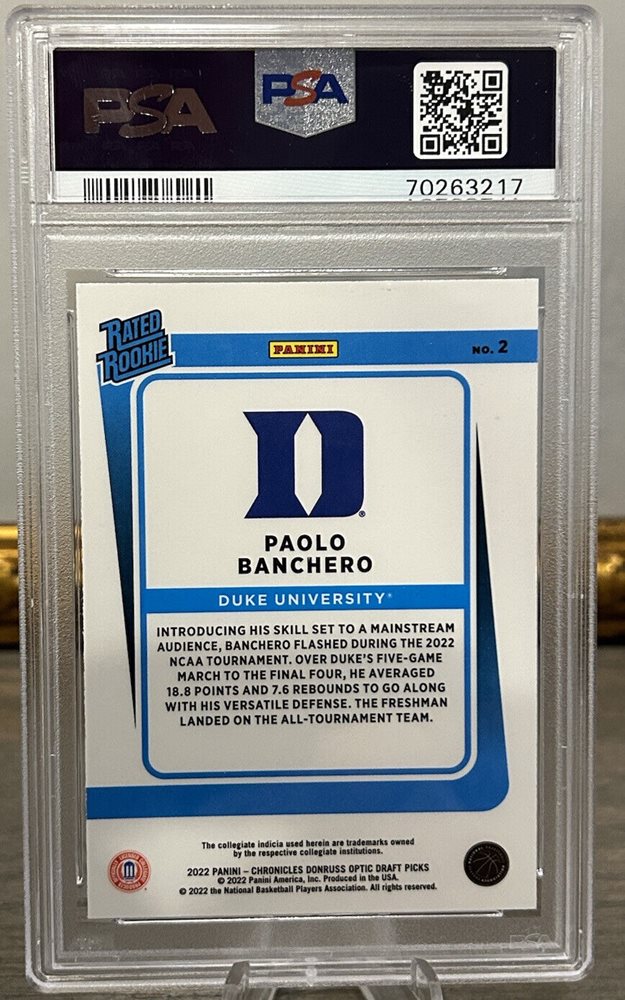 PSA
PSA
70263217
RATED
ROOKIE
PANINI
NO. 2
D
®
PAOLO
BANCHERO
DUKE UNIVERSITY®
INTRODUCING HIS SKILL SET TO A MAINSTREAM
AUDIENCE, BANCHERO FLASHED DURING THE 2022
NCAA TOURNAMENT. OVER DUKE'S FIVE-GAME
MARCH TO THE FINAL FOUR, HE AVERAGED
18.8 POINTS AND 7.6 REBOUNDS TO GO ALONG
WITH HIS VERSATILE DEFENSE. THE FRESHMAN
LANDED ON THE ALL-TOURNAMENT TEAM.
The collegiate indicia used herein are trademarks owned
by the respective collegiate institutions.
2022 PANINI – CHRONICLES DONRUSS OPTIC DRAFT PICKS
© 2022 Panini America, Inc. Produced in the USA.
© 2022 the National Basketball Players Association. All rights reserved.
PSA